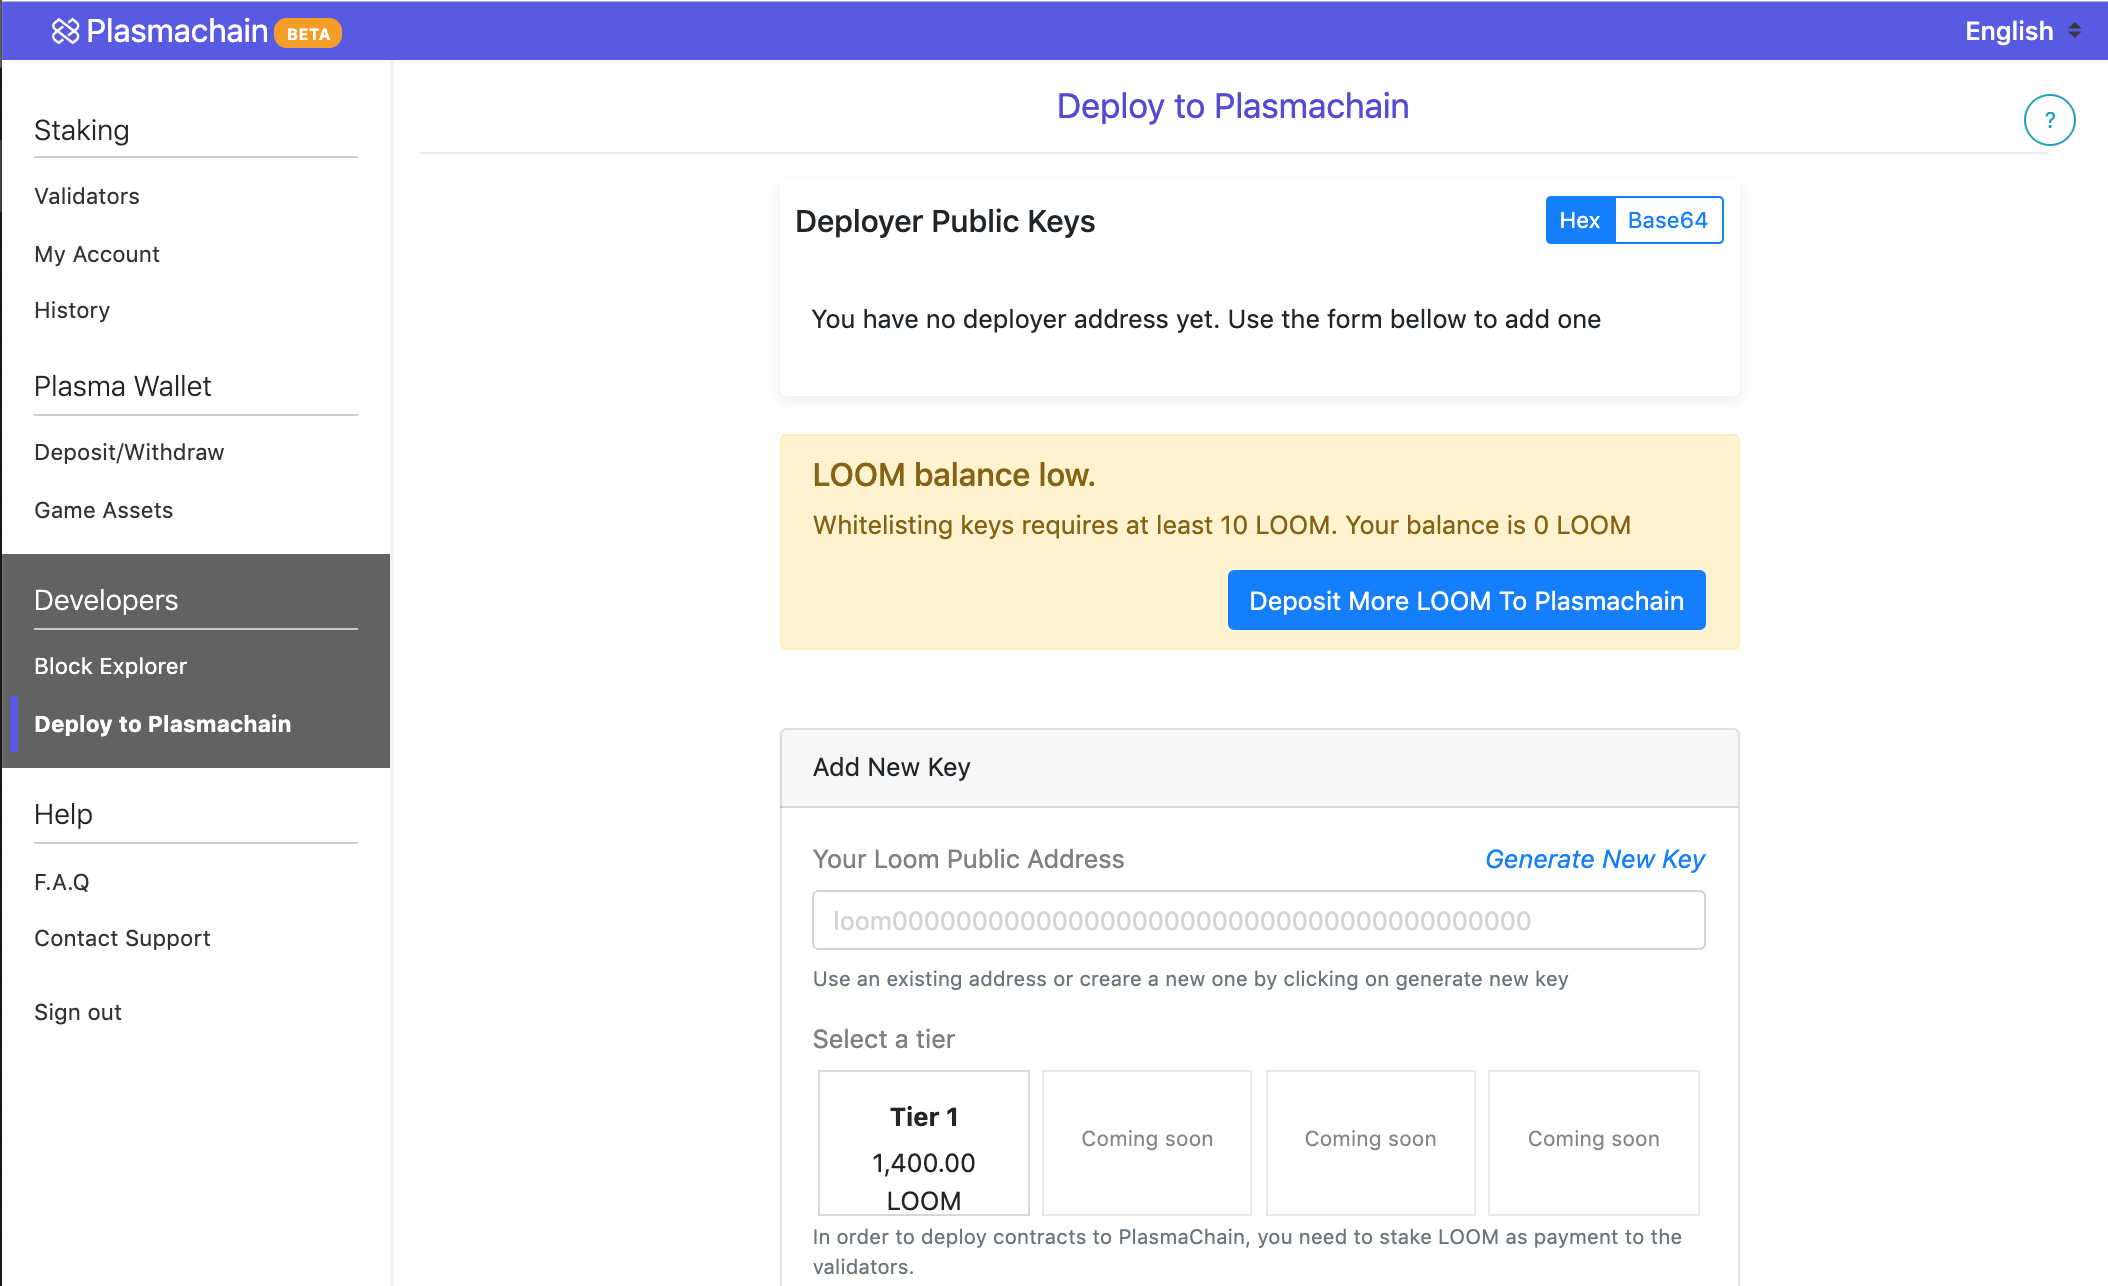 Plasmachain BETA
English
Staking
Validators
My Account
History
Plasma Wallet
Deposit/Withdraw
Game Assets
Developers
Block Explorer
Deploy to Plasmachain
Help
F.A.Q
Contact Support
Sign out
Deploy to Plasmachain
?
Deployer Public Keys
Hex Base64
You have no deployer address yet. Use the form bellow to add one
LOOM balance low.
Whitelisting keys requires at least 10 LOOM. Your balance is 0 LOOM
Deposit More LOOM To Plasmachain
Add New Key
Your Loom Public Address
Generate New Key
loom0000000000000000000000000000000000000000
Use an existing address or creare a new one by clicking on generate new key
Select a tier
Tier 1
1,400.00
LOOM
Coming soon
Coming soon
Coming soon
In order to deploy contracts to PlasmaChain, you need to stake LOOM as payment to the
validators.